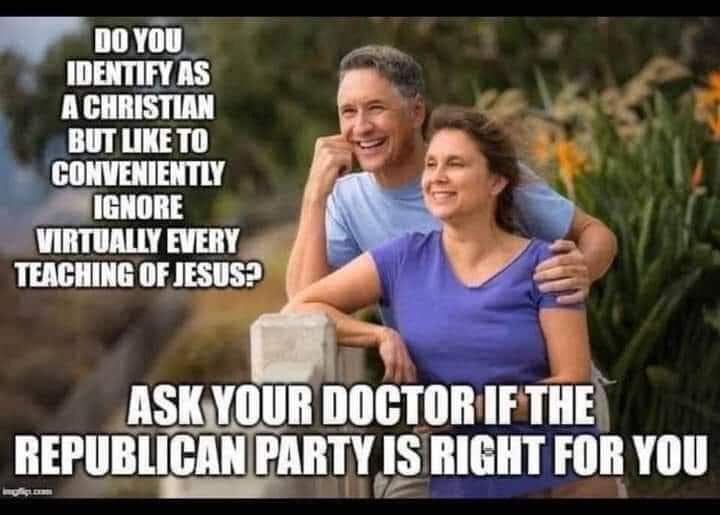 DO YOU
IDENTIFY AS
A CHRISTIAN
BUT LIKE TO
CONVENIENTLY
IGNORE
VIRTUALLY EVERY
TEACHING OF JESUS?
ASK YOUR DOCTOR IF THE
REPUBLICAN PARTY IS RIGHT FOR YOU
imgflip.com